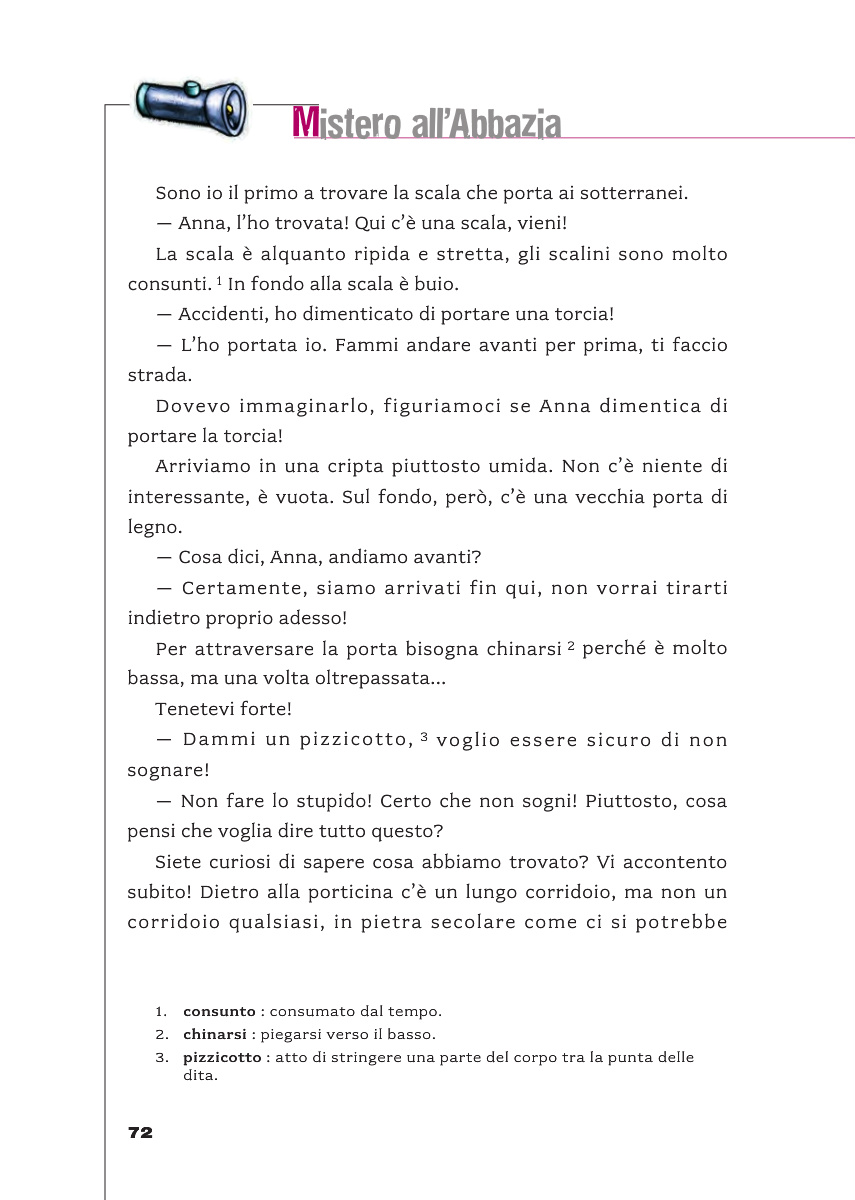 Mistero all'Abbazia
Sono io il primo a trovare la scala che porta ai sotterranei.
— Anna, l'ho trovata! Qui c'è una scala, vieni!
La scala è alquanto ripida e stretta, gli scalini sono molto
consunti. 1 In fondo alla scala è buio.
— Accidenti, ho dimenticato di portare una torcia!
— L'ho portata io. Fammi andare avanti per prima, ti faccio
strada.
Dovevo immaginarlo, figuriamoci se Anna dimentica di
portare la torcia!
Arriviamo in una cripta piuttosto umida. Non c'è niente di
interessante, è vuota. Sul fondo, però, c'è una vecchia porta di
legno.
— Cosa dici, Anna, andiamo avanti?
— Certamente, siamo arrivati fin qui, non vorrai tirarti
indietro proprio adesso!
Per attraversare la porta bisogna chinarsi 2 perché è molto
bassa, ma una volta oltrepassata...
Tenetevi forte!
— Dammi un pizzicotto, 3 voglio essere sicuro di non
sognare!
— Non fare lo stupido! Certo che non sogni! Piuttosto, cosa
pensi che voglia dire tutto questo?
Siete curiosi di sapere cosa abbiamo trovato? Vi accontento
subito! Dietro alla porticina c'è un lungo corridoio, ma non un
corridoio qualsiasi, in pietra secolare come ci si potrebbe
1. consunto : consumato dal tempo.
2. chinarsi : piegarsi verso il basso.
3. pizzicotto : atto di stringere una parte del corpo tra la punta delle
dita.
72